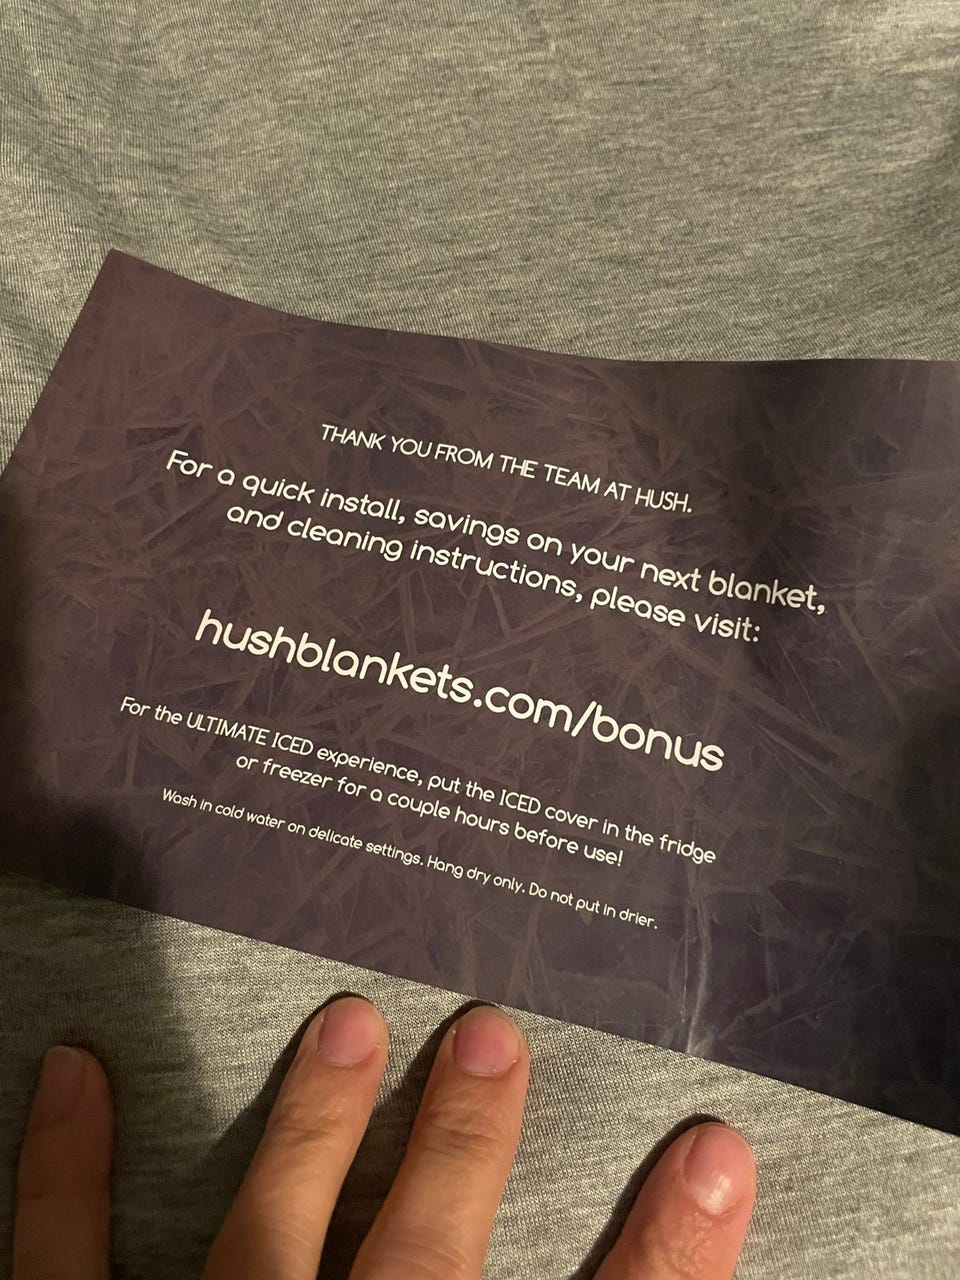 THANK YOU FROM THE TEAM AT HUSH.
For a quick install, savings on your next blanket,
and cleaning instructions, please visit:
hushblankets.com/bonus
For the ULTIMATE ICED experience, put the ICED cover in the fridge
or freezer for a couple hours before use!
Wash in cold water on delicate settings. Hang dry only. Do not put in drier.